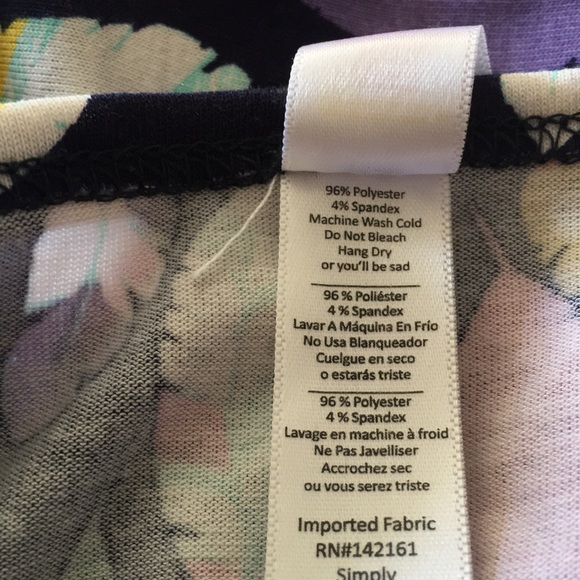 96% Polyester
4% Spandex
Machine Wash Cold
Do Not Bleach
Hang Dry
or you'll be sad
96 % Poliéster
4 % Spandex
Lavar A Máquina En Frío
No Usa Blanqueador
Cuelgue en seco
o estarás triste
96 % Polyester
4 % Spandex
Lavage en machine à froid
Ne Pas Javelliser
Accrochez sec
ou vous serez triste
Imported Fabric
RN#142161
Simply